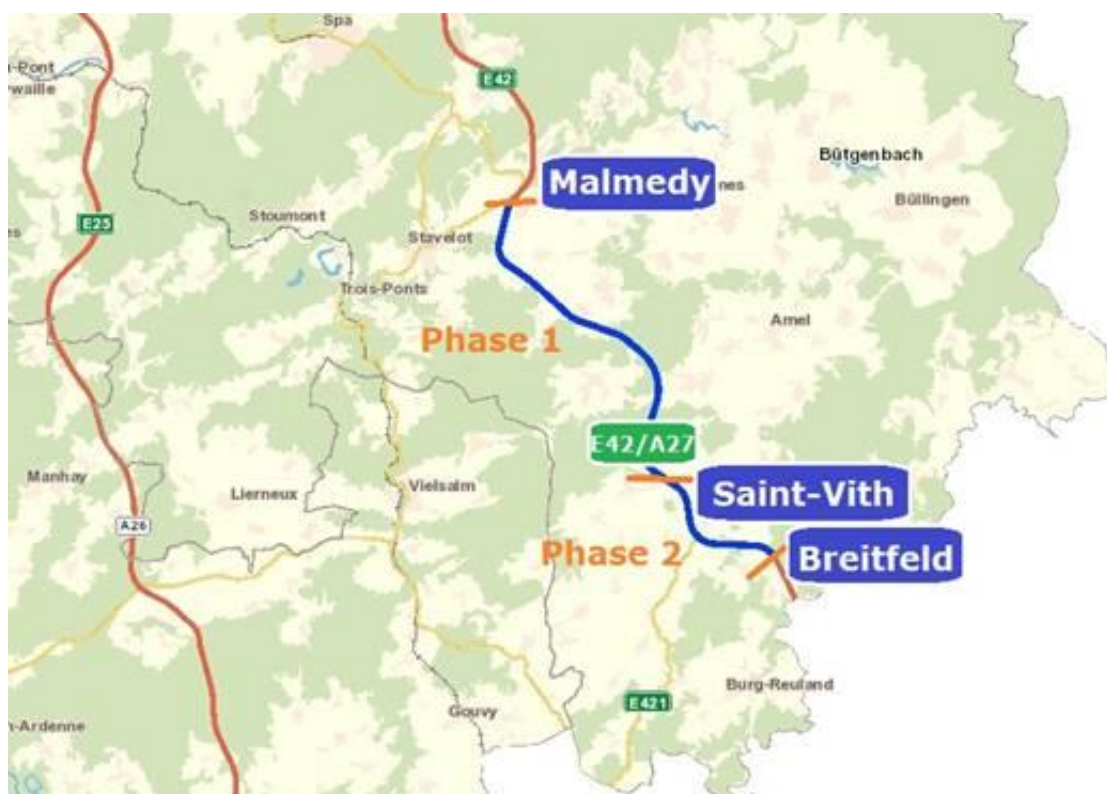 Spa
n-Pont
ywaille
E42
Malmedy
nes
Bütgenbach
Büllingen
E25
Stoumont
Stavelot
Trois-Ponts
Phase 1
Amel
E42/A27
Manhay
Lierneux
Vielsalm
Saint-Vith
A26
Phase 2
Breitfeld
Burg-Reuland
E421
Gouvy
n-Ardenne